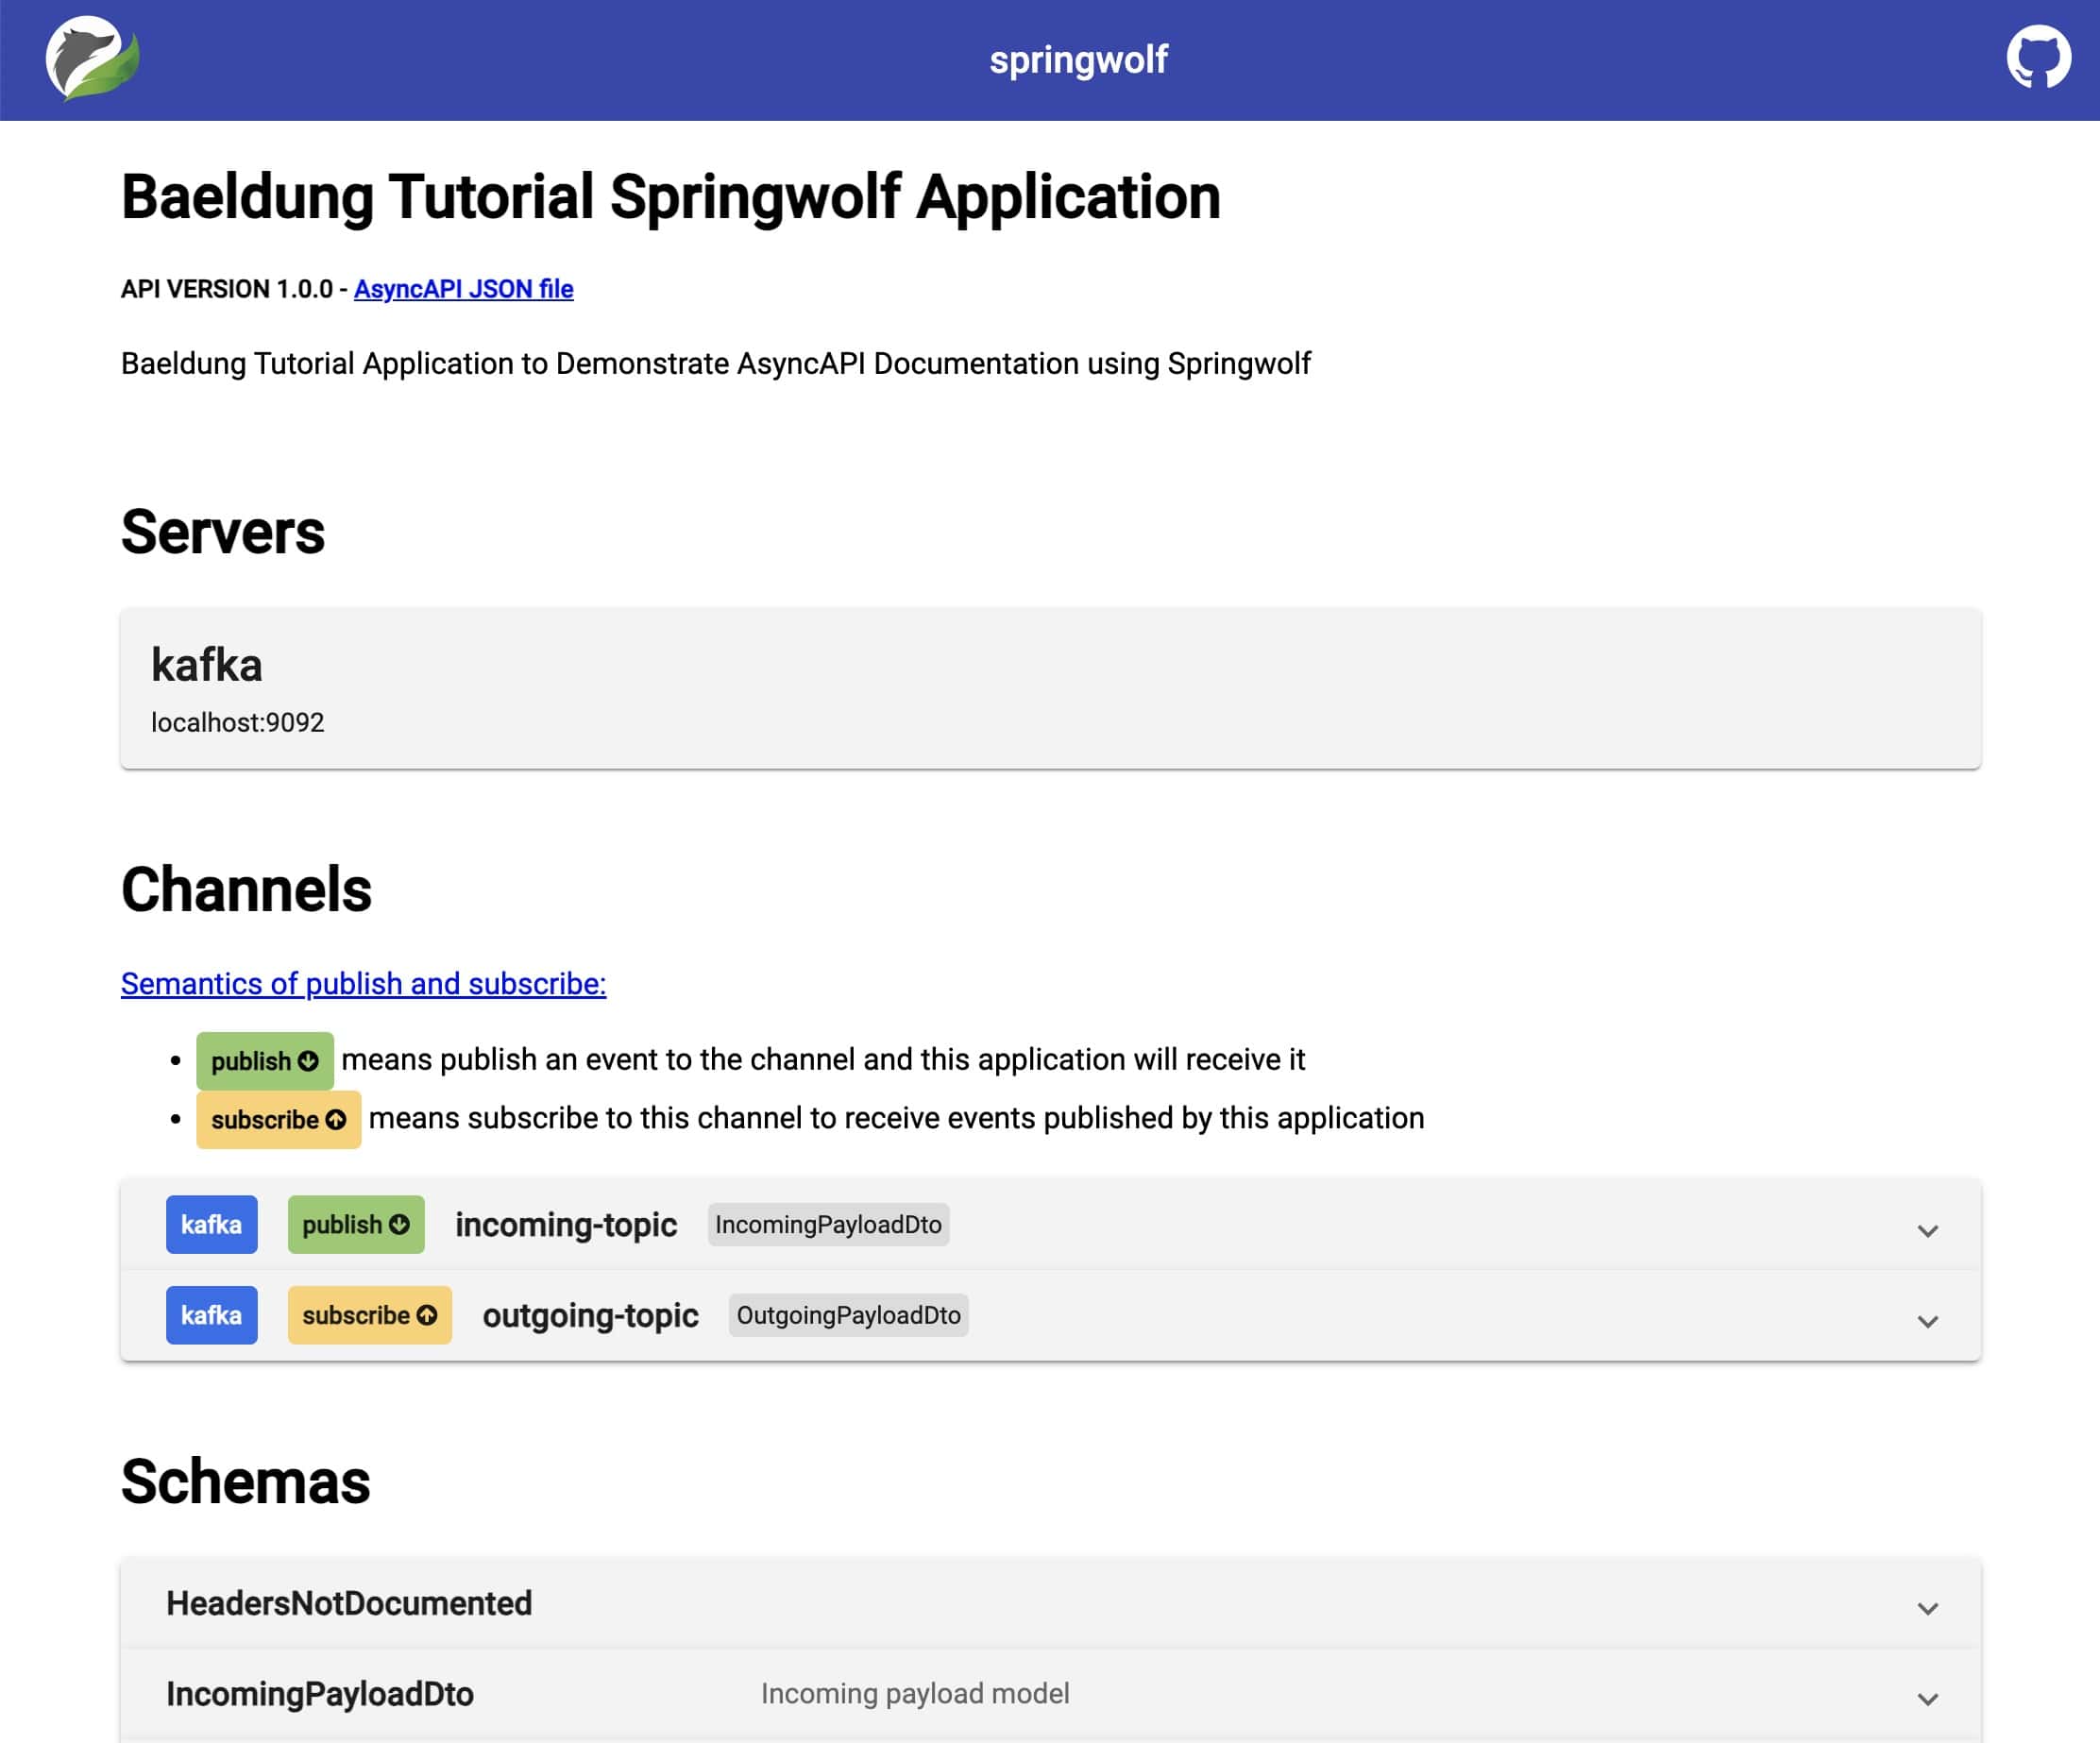 springwolf
Baeldung Tutorial Springwolf Application
API VERSION 1.0.0 - AsyncAPI JSON file
Baeldung Tutorial Application to Demonstrate AsyncAPI Documentation using Springwolf
Servers
kafka
localhost:9092
Channels
Semantics of publish and subscribe:
publish means publish an event to the channel and this application will receive it
subscribe means subscribe to this channel to receive events published by this application
kafka publish incoming-topic IncomingPayloadDto
kafka subscribe outgoing-topic OutgoingPayloadDto
Schemas
HeadersNotDocumented
IncomingPayloadDto Incoming payload model